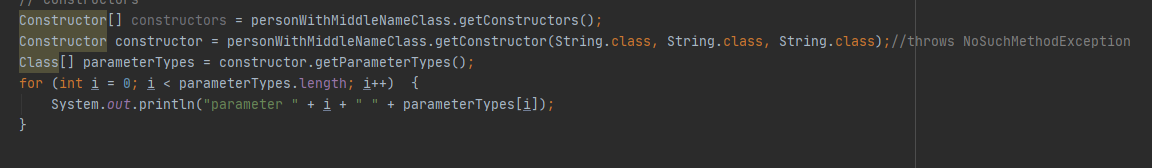 // constructors
Constructor[] constructors = personWithMiddleNameClass.getConstructors();
Constructor constructor = personWithMiddleNameClass.getConstructor(String.class, String.class, String.class);//throws NoSuchMethodException
Class[] parameterTypes = constructor.getParameterTypes();
for (int i = 0; i < parameterTypes.length; i++)  {
    System.out.println("parameter " + i + " " + parameterTypes[i]);
}